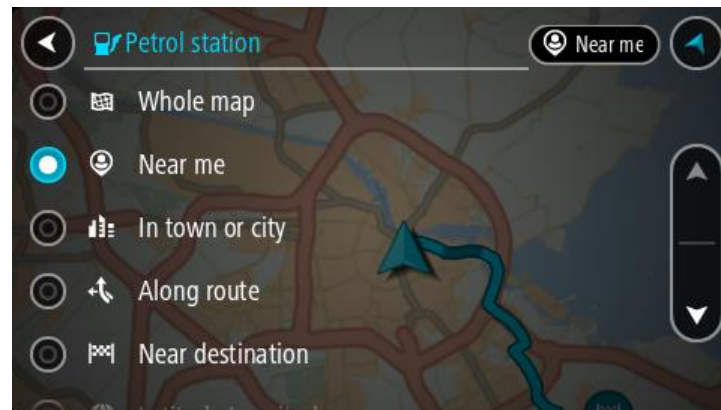 Petrol station
Near me
Whole map
Near me
In town or city
Along route
Near destination